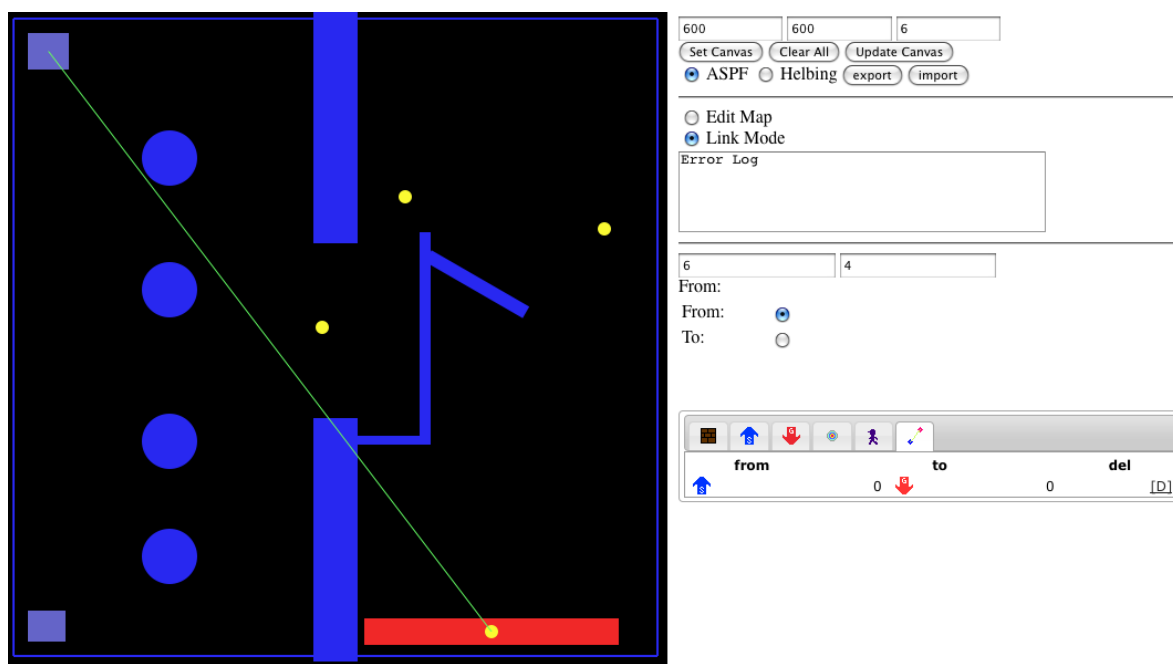 600 600 6
Set Canvas Clear All Update Canvas
ASPF Helbing export import
Edit Map
Link Mode
Error Log
6 4
From:
From:
To:
S G
from to del
S 0 G 0 [D]